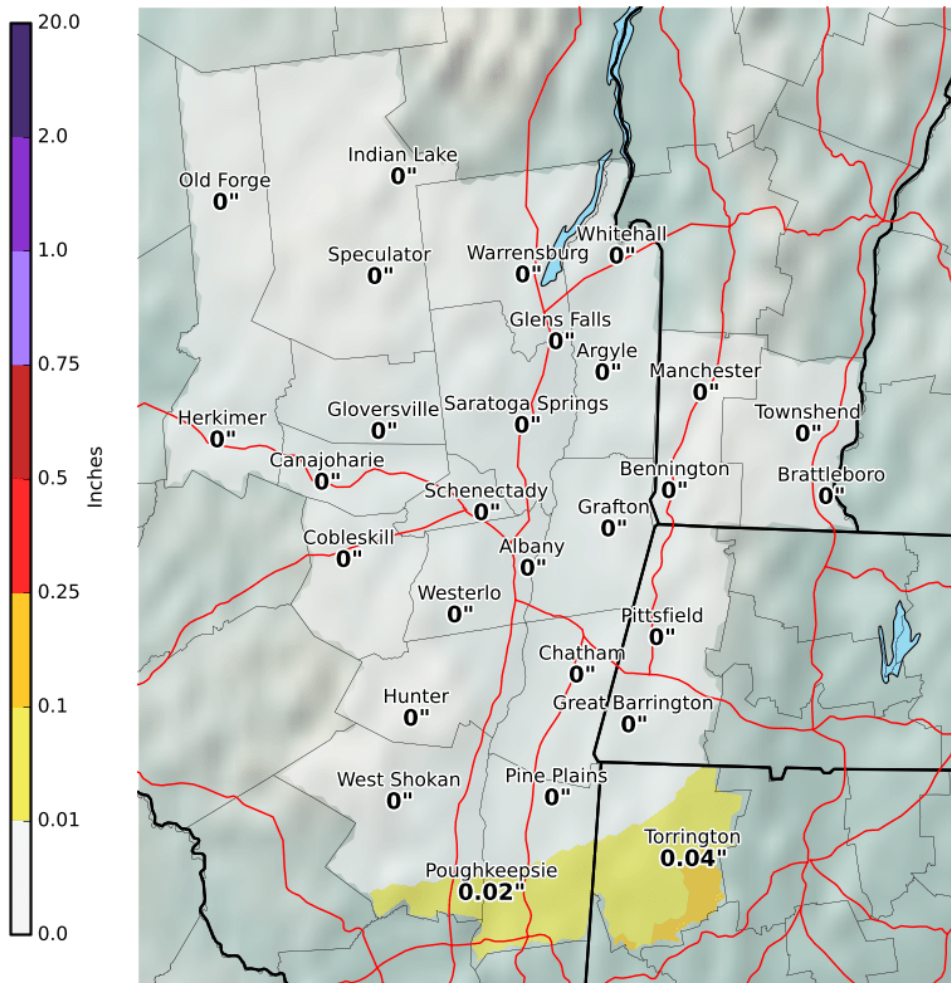 20.0
2.0
1.0
0.75
0.5
0.25
0.1
0.01
0.0
Inches
Indian Lake
0"
Old Forge
0"
Whitehall
0"
Speculator
0"
Warrensburg
0"
Glens Falls
0"
Argyle
0"
Manchester
0"
Herkimer
0"
Gloversville
0"
Saratoga Springs
0"
Townshend
0"
Canajoharie
0"
Bennington
0"
Brattleboro
0"
Schenectady
0"
Grafton
0"
Cobleskill
0"
Albany
0"
Westerlo
0"
Pittsfield
0"
Chatham
0"
Hunter
0"
Great Barrington
0"
West Shokan
0"
Pine Plains
0"
Torrington
0.04"
Poughkeepsie
0.02"